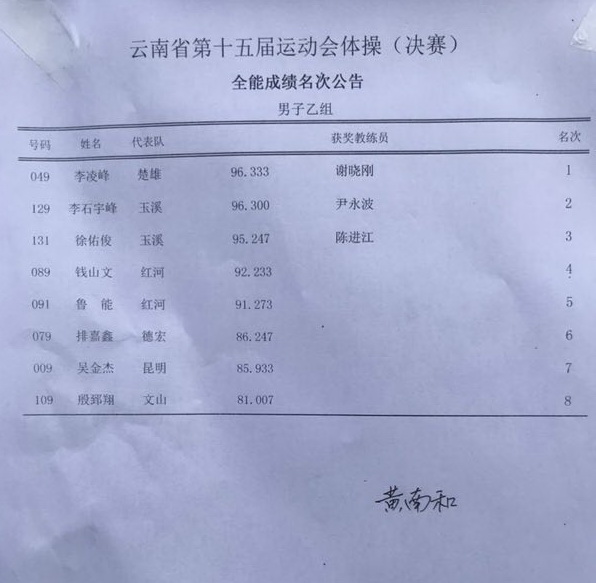 云南省第十五届运动会体操（决赛）
全能成绩名次公告
男子乙组
号码 姓名 代表队 获奖教练员 名次
049 李凌峰 楚雄 96.333 谢晓刚 1
129 李石宇峰 玉溪 96.300 尹永波 2
131 徐佑俊 玉溪 95.247 陈进江 3
089 钱山文 红河 92.233 4
091 鲁 能 红河 91.273 5
079 排嘉鑫 德宏 86.247 6
009 吴金杰 昆明 85.933 7
109 殷郅翔 文山 81.007 8
黄南和